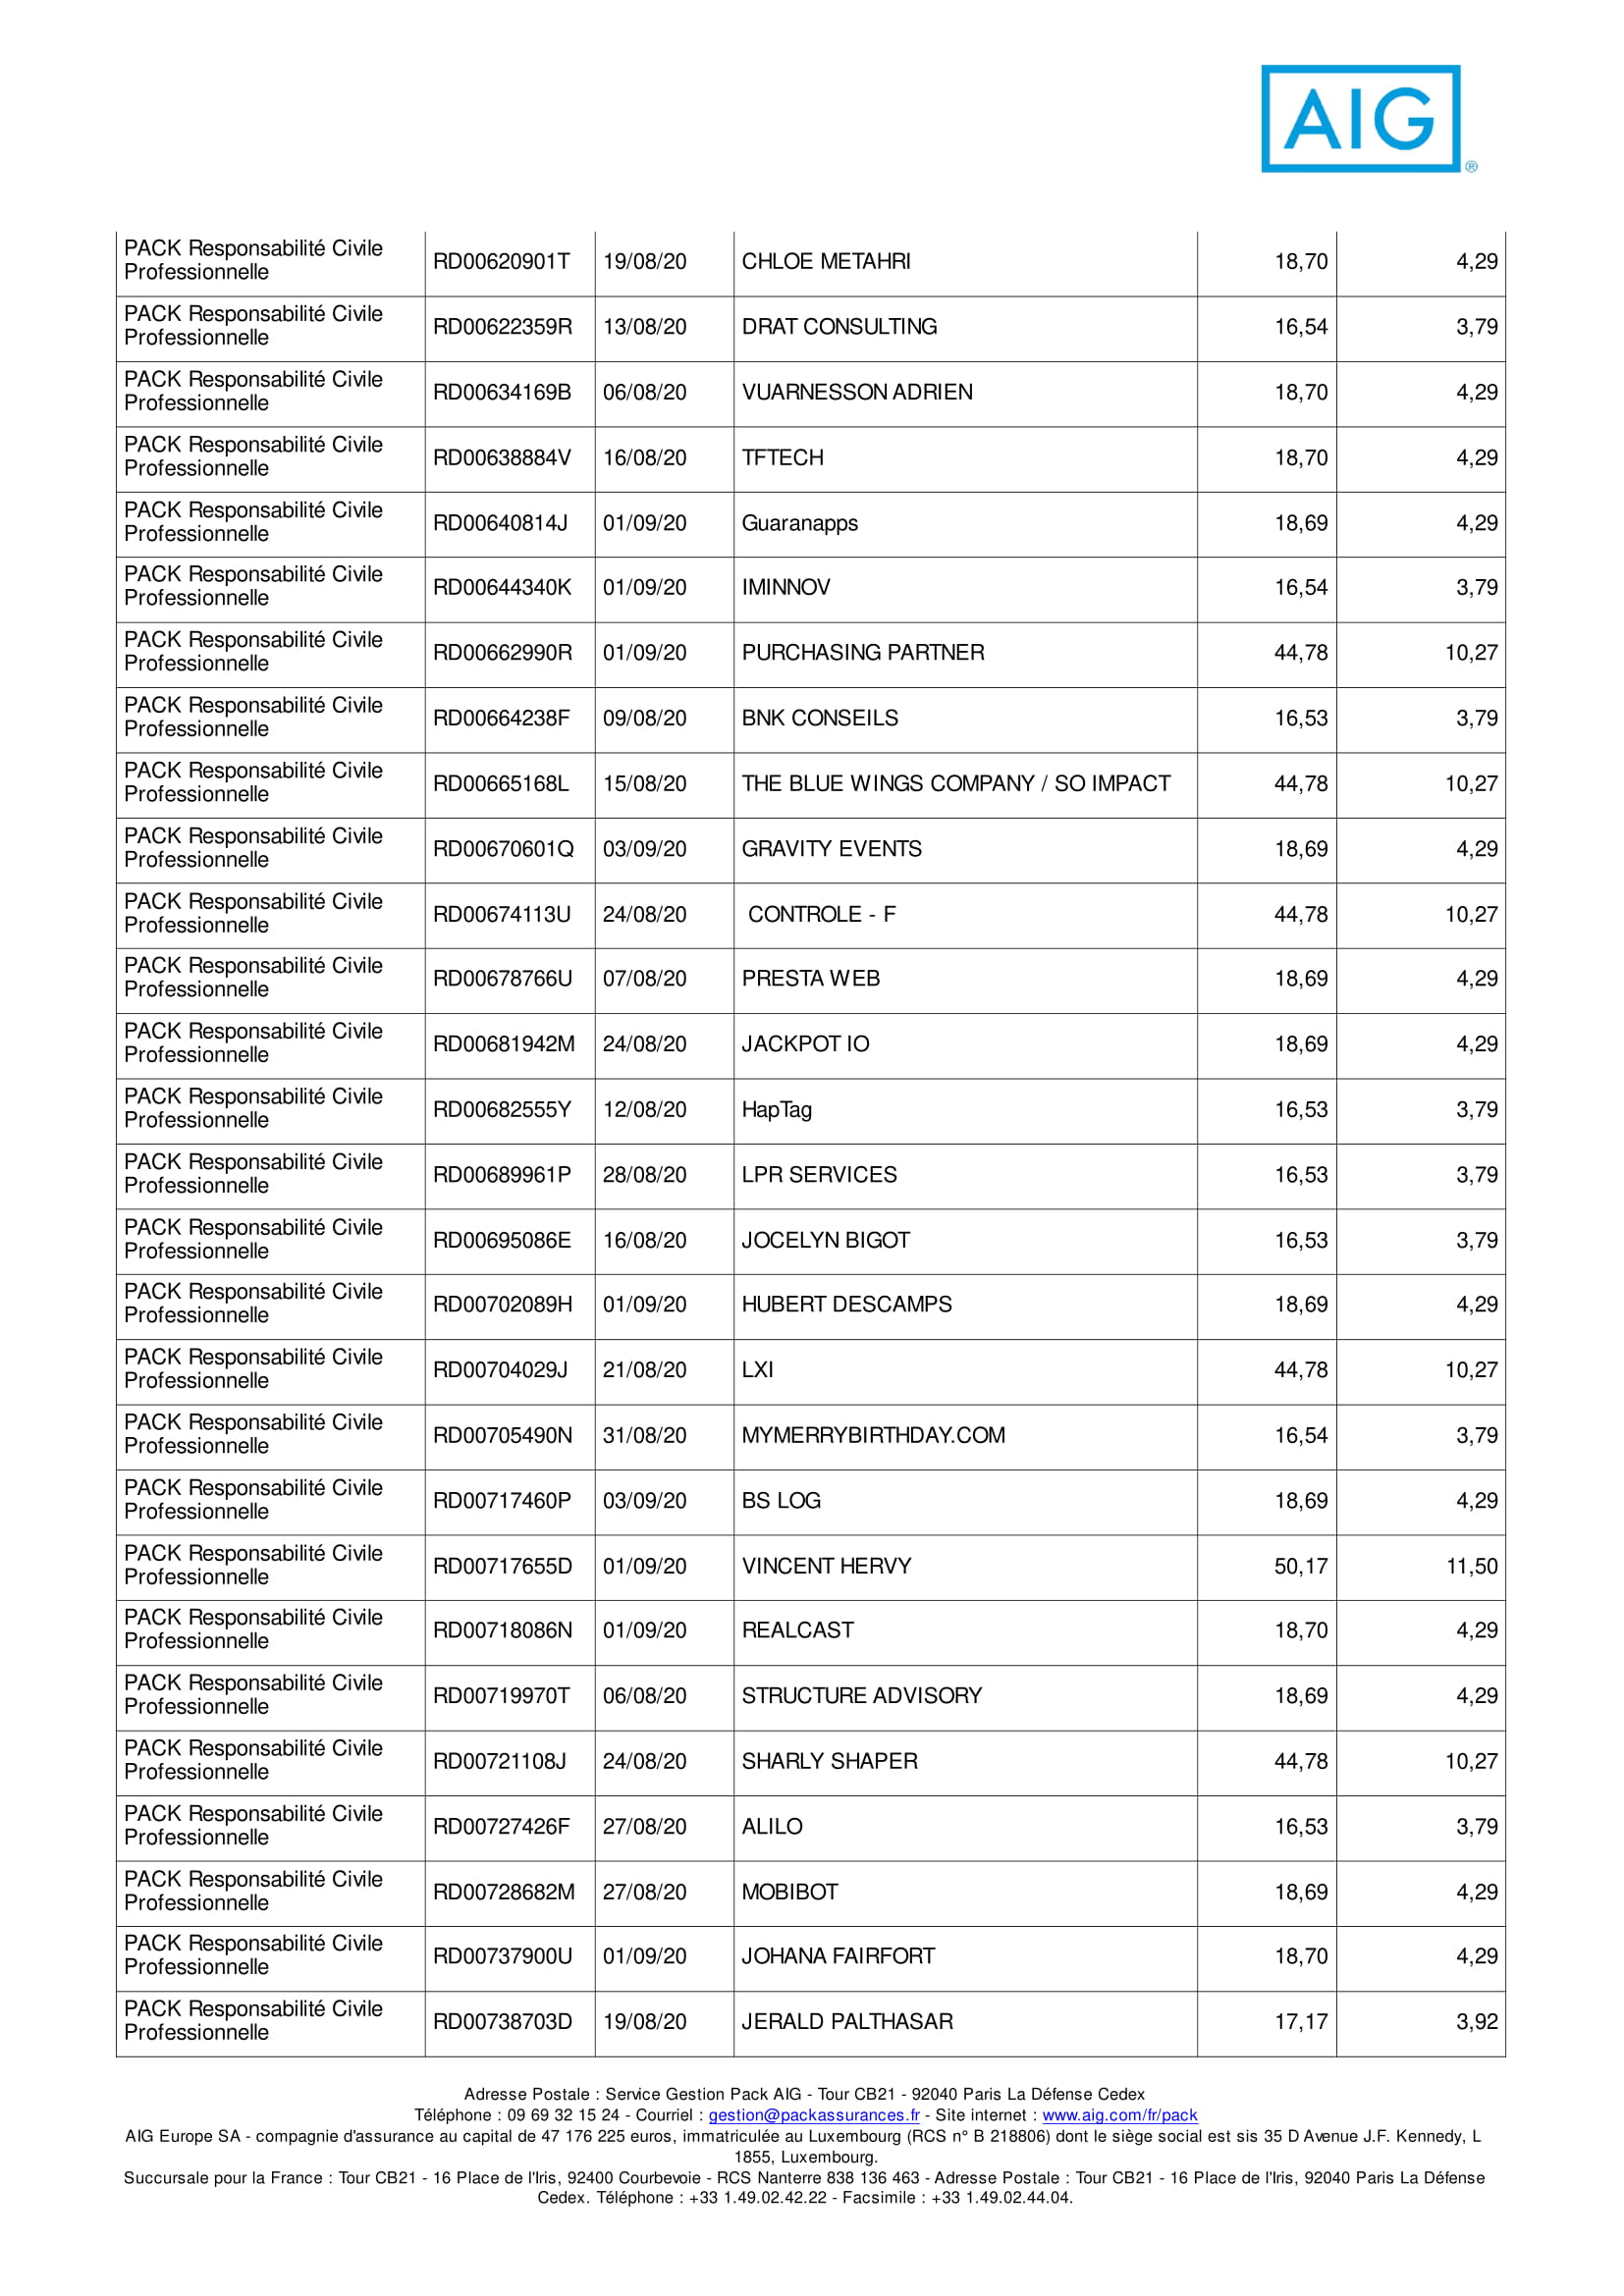 AIG
®
PACK Responsabilité Civile
Professionnelle
RD00620901T 19/08/20 CHLOE METAHRI 18,70 4,29
PACK Responsabilité Civile
Professionnelle
RD00622359R 13/08/20 DRAT CONSULTING 16,54 3,79
PACK Responsabilité Civile
Professionnelle
RD00634169B 06/08/20 VUARNESSON ADRIEN 18,70 4,29
PACK Responsabilité Civile
Professionnelle
RD00638884V 16/08/20 TFTECH 18,70 4,29
PACK Responsabilité Civile
Professionnelle
RD00640814J 01/09/20 Guaranapps 18,69 4,29
PACK Responsabilité Civile
Professionnelle
RD00644340K 01/09/20 IMINNOV 16,54 3,79
PACK Responsabilité Civile
Professionnelle
RD00662990R 01/09/20 PURCHASING PARTNER 44,78 10,27
PACK Responsabilité Civile
Professionnelle
RD00664238F 09/08/20 BNK CONSEILS 16,53 3,79
PACK Responsabilité Civile
Professionnelle
RD00665168L 15/08/20 THE BLUE WINGS COMPANY / SO IMPACT 44,78 10,27
PACK Responsabilité Civile
Professionnelle
RD00670601Q 03/09/20 GRAVITY EVENTS 18,69 4,29
PACK Responsabilité Civile
Professionnelle
RD00674113U 24/08/20 CONTROLE - F 44,78 10,27
PACK Responsabilité Civile
Professionnelle
RD00678766U 07/08/20 PRESTA WEB 18,69 4,29
PACK Responsabilité Civile
Professionnelle
RD00681942M 24/08/20 JACKPOT IO 18,69 4,29
PACK Responsabilité Civile
Professionnelle
RD00682555Y 12/08/20 HapTag 16,53 3,79
PACK Responsabilité Civile
Professionnelle
RD00689961P 28/08/20 LPR SERVICES 16,53 3,79
PACK Responsabilité Civile
Professionnelle
RD00695086E 16/08/20 JOCELYN BIGOT 16,53 3,79
PACK Responsabilité Civile
Professionnelle
RD00702089H 01/09/20 HUBERT DESCAMPS 18,69 4,29
PACK Responsabilité Civile
Professionnelle
RD00704029J 21/08/20 LXI 44,78 10,27
PACK Responsabilité Civile
Professionnelle
RD00705490N 31/08/20 MYMERRYBIRTHDAY.COM 16,54 3,79
PACK Responsabilité Civile
Professionnelle
RD00717460P 03/09/20 BS LOG 18,69 4,29
PACK Responsabilité Civile
Professionnelle
RD00717655D 01/09/20 VINCENT HERVY 50,17 11,50
PACK Responsabilité Civile
Professionnelle
RD00718086N 01/09/20 REALCAST 18,70 4,29
PACK Responsabilité Civile
Professionnelle
RD00719970T 06/08/20 STRUCTURE ADVISORY 18,69 4,29
PACK Responsabilité Civile
Professionnelle
RD00721108J 24/08/20 SHARLY SHAPER 44,78 10,27
PACK Responsabilité Civile
Professionnelle
RD00727426F 27/08/20 ALILO 16,53 3,79
PACK Responsabilité Civile
Professionnelle
RD00728682M 27/08/20 MOBIBOT 18,69 4,29
PACK Responsabilité Civile
Professionnelle
RD00737900U 01/09/20 JOHANA FAIRFORT 18,70 4,29
PACK Responsabilité Civile
Professionnelle
RD00738703D 19/08/20 JERALD PALTHASAR 17,17 3,92
Adresse Postale : Service Gestion Pack AIG - Tour CB21 - 92040 Paris La Défense Cedex
Téléphone : 09 69 32 15 24 - Courriel : gestion@packassurances.fr - Site internet : www.aig.com/fr/pack
AIG Europe SA - compagnie d'assurance au capital de 47 176 225 euros, immatriculée au Luxembourg (RCS n° B 218806) dont le siège social est sis 35 D Avenue J.F. Kennedy, L
1855, Luxembourg.
Succursale pour la France : Tour CB21 - 16 Place de l'Iris, 92400 Courbevoie - RCS Nanterre 838 136 463 - Adresse Postale : Tour CB21 - 16 Place de l'Iris, 92040 Paris La Défense
Cedex. Téléphone : +33 1.49.02.42.22 - Facsimile : +33 1.49.02.44.04.